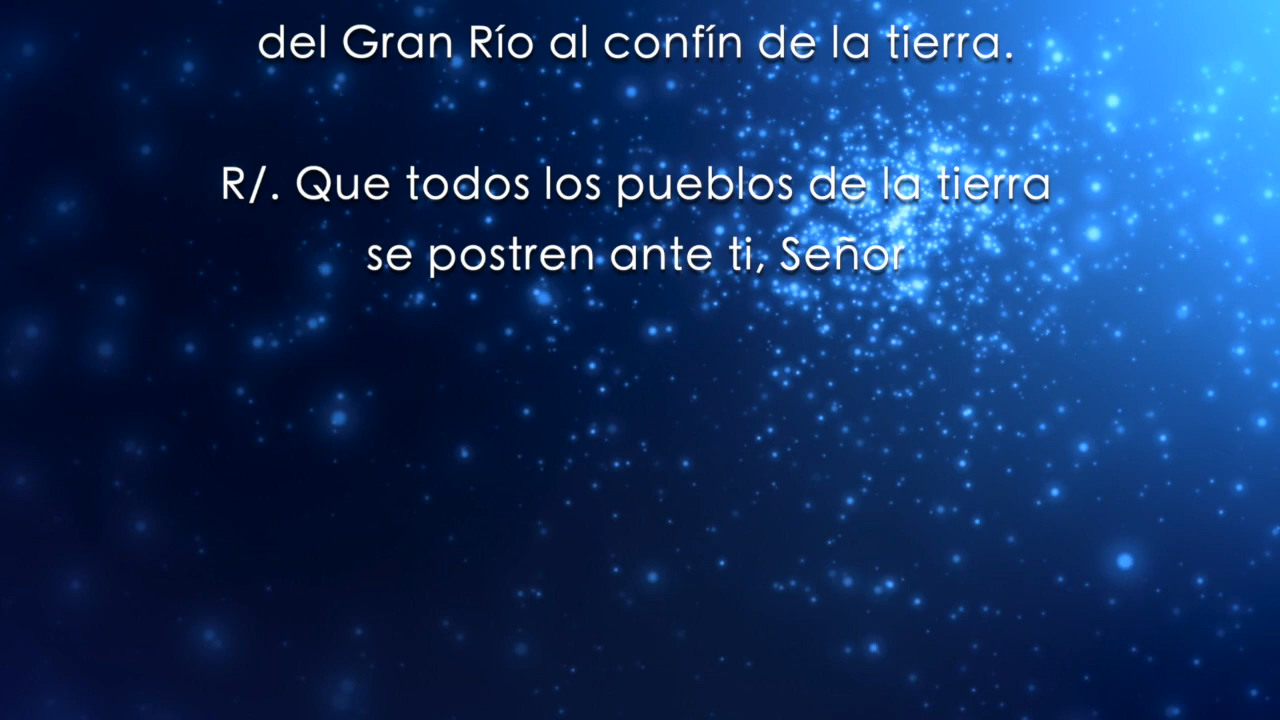 del Gran Río al confín de la tierra.
R/. Que todos los pueblos de la tierra
se postren ante ti, Señor